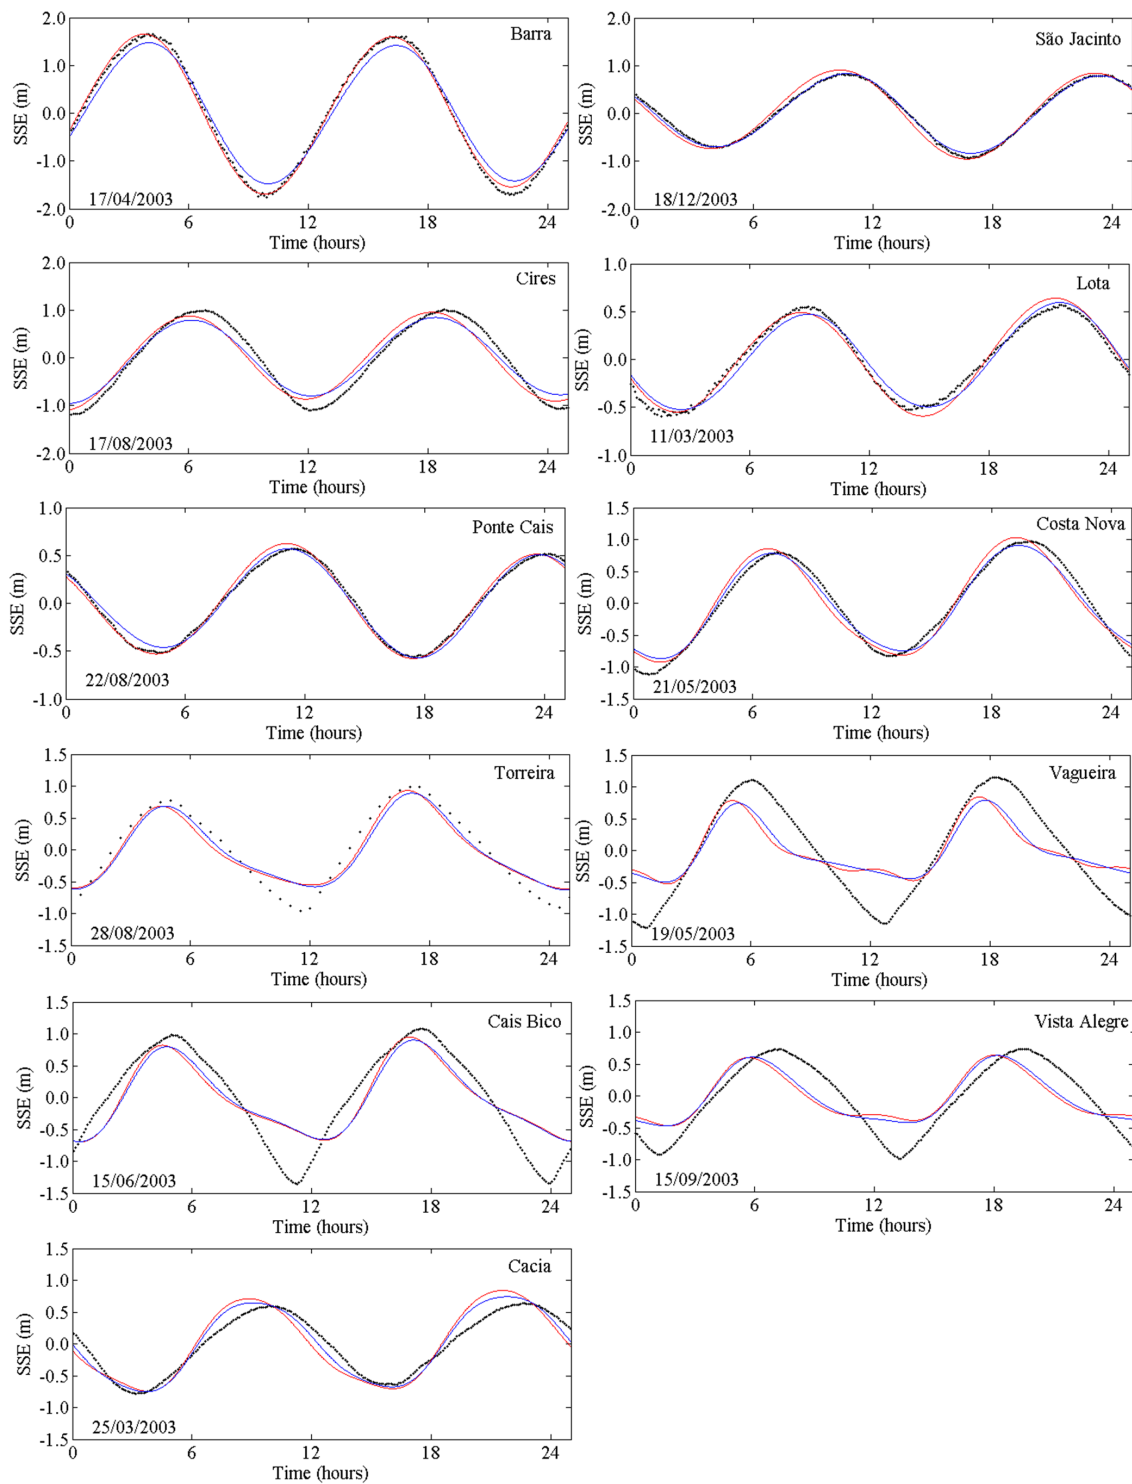 2.0
1.0
0.0
-1.0
-2.0
SSE (m)
Barra
17/04/2003
0 6 12 18 24
Time (hours)
2.0
1.0
0.0
-1.0
-2.0
SSE (m)
São Jacinto
18/12/2003
0 6 12 18 24
Time (hours)
2.0
1.0
0.0
-1.0
-2.0
SSE (m)
Cires
17/08/2003
0 6 12 18 24
Time (hours)
1.0
0.5
0.0
-0.5
-1.0
SSE (m)
Lota
11/03/2003
0 6 12 18 24
Time (hours)
1.0
0.5
0.0
-0.5
-1.0
SSE (m)
Ponte Cais
22/08/2003
0 6 12 18 24
Time (hours)
1.5
1.0
0.5
0.0
-0.5
-1.0
-1.5
SSE (m)
Costa Nova
21/05/2003
0 6 12 18 24
Time (hours)
1.5
1.0
0.5
0.0
-0.5
-1.0
-1.5
SSE (m)
Torreira
28/08/2003
0 6 12 18 24
Time (hours)
1.5
1.0
0.5
0.0
-0.5
-1.0
-1.5
SSE (m)
Vagueira
19/05/2003
0 6 12 18 24
Time (hours)
1.5
1.0
0.5
0.0
-0.5
-1.0
-1.5
SSE (m)
Cais Bico
15/06/2003
0 6 12 18 24
Time (hours)
1.5
1.0
0.5
0.0
-0.5
-1.0
-1.5
SSE (m)
Vista Alegre
15/09/2003
0 6 12 18 24
Time (hours)
1.5
1.0
0.5
0.0
-0.5
-1.0
-1.5
SSE (m)
Cacia
25/03/2003
0 6 12 18 24
Time (hours)